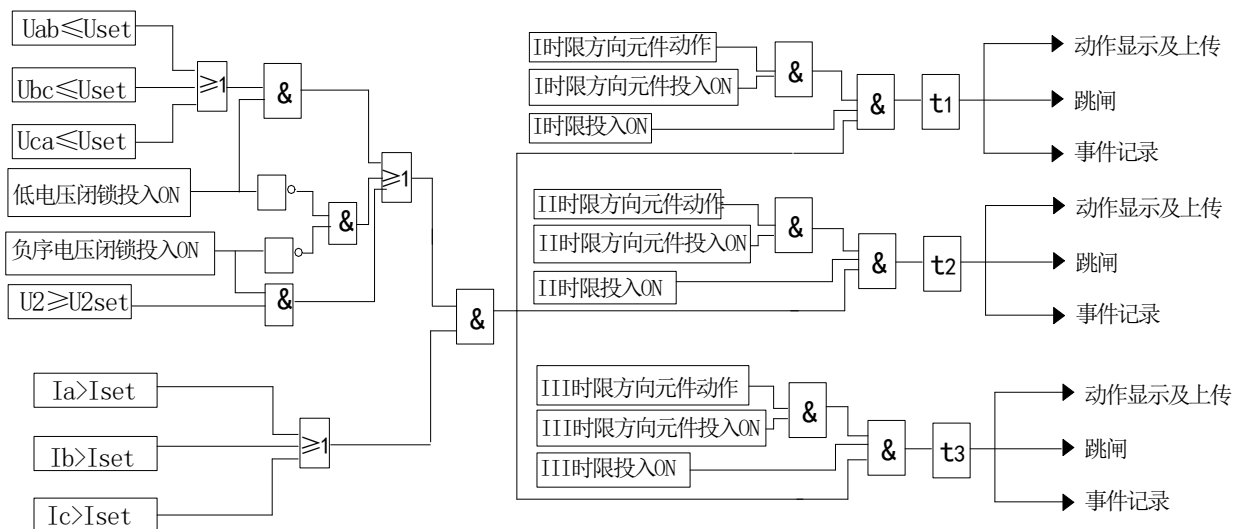 Uab≤Uset
Ubc≤Uset
Uca≤Uset
≥1
&
低电压闭锁投入ON
负序电压闭锁投入ON
U2≥U2set
&
&
≥1
&
Ia>Iset
Ib>Iset
Ic>Iset
≥1
I时限方向元件动作
I时限方向元件投入ON
I时限投入ON
&
&
t1
动作显示及上传
跳闸
事件记录
II时限方向元件动作
II时限方向元件投入ON
II时限投入ON
&
&
t2
动作显示及上传
跳闸
事件记录
III时限方向元件动作
III时限方向元件投入ON
III时限投入ON
&
&
t3
动作显示及上传
跳闸
事件记录